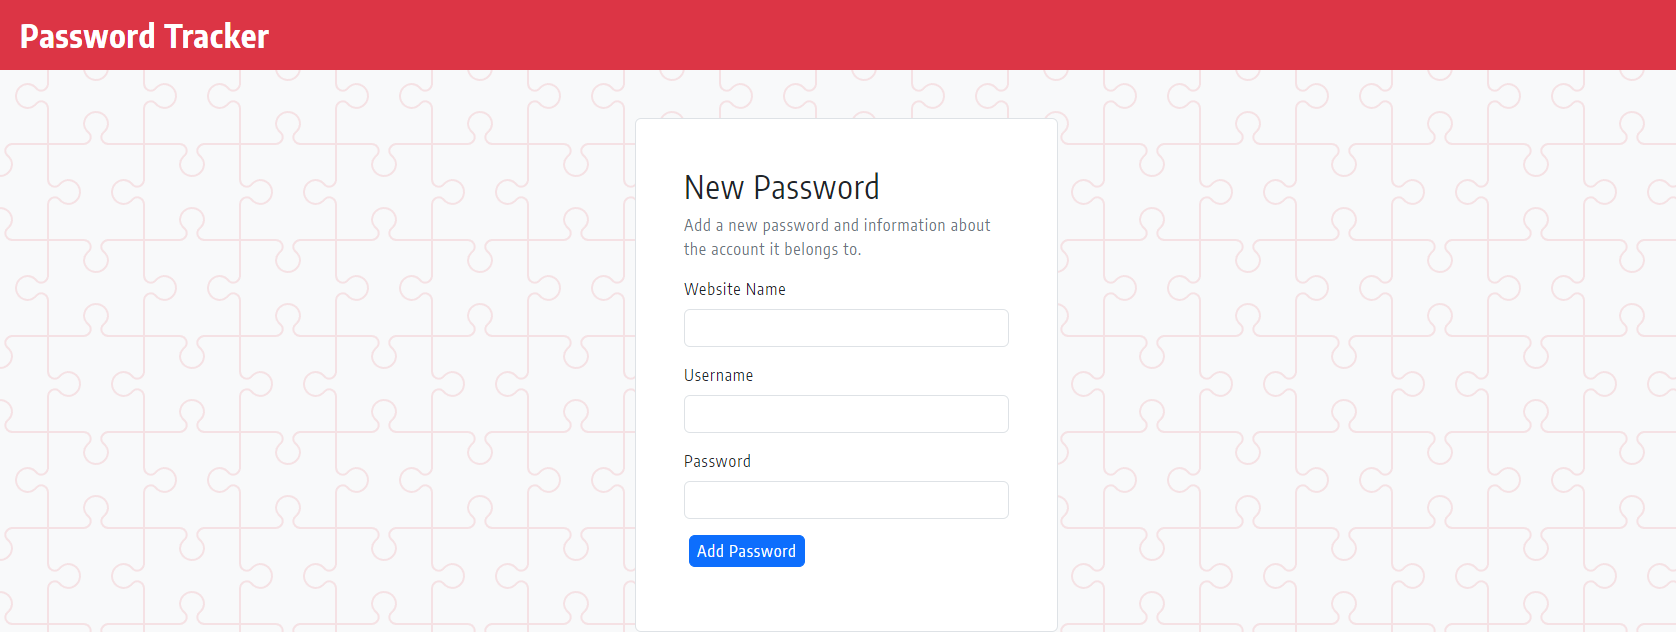 Password Tracker
New Password
Add a new password and information about
the account it belongs to.
Website Name
Username
Password
Add Password